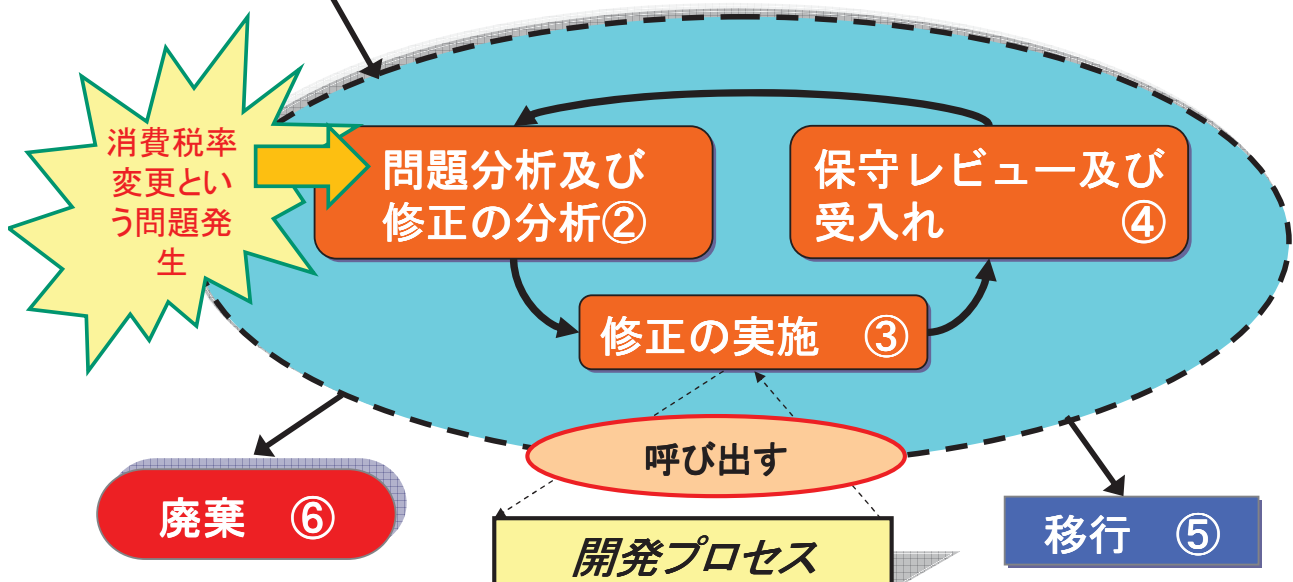 消費税率
変更とい
う問題発
生
問題分析及び
修正の分析②
保守レビュー及び
受入れ ④
修正の実施 ③
呼び出す
廃棄 ⑥
移行 ⑤
開発プロセス